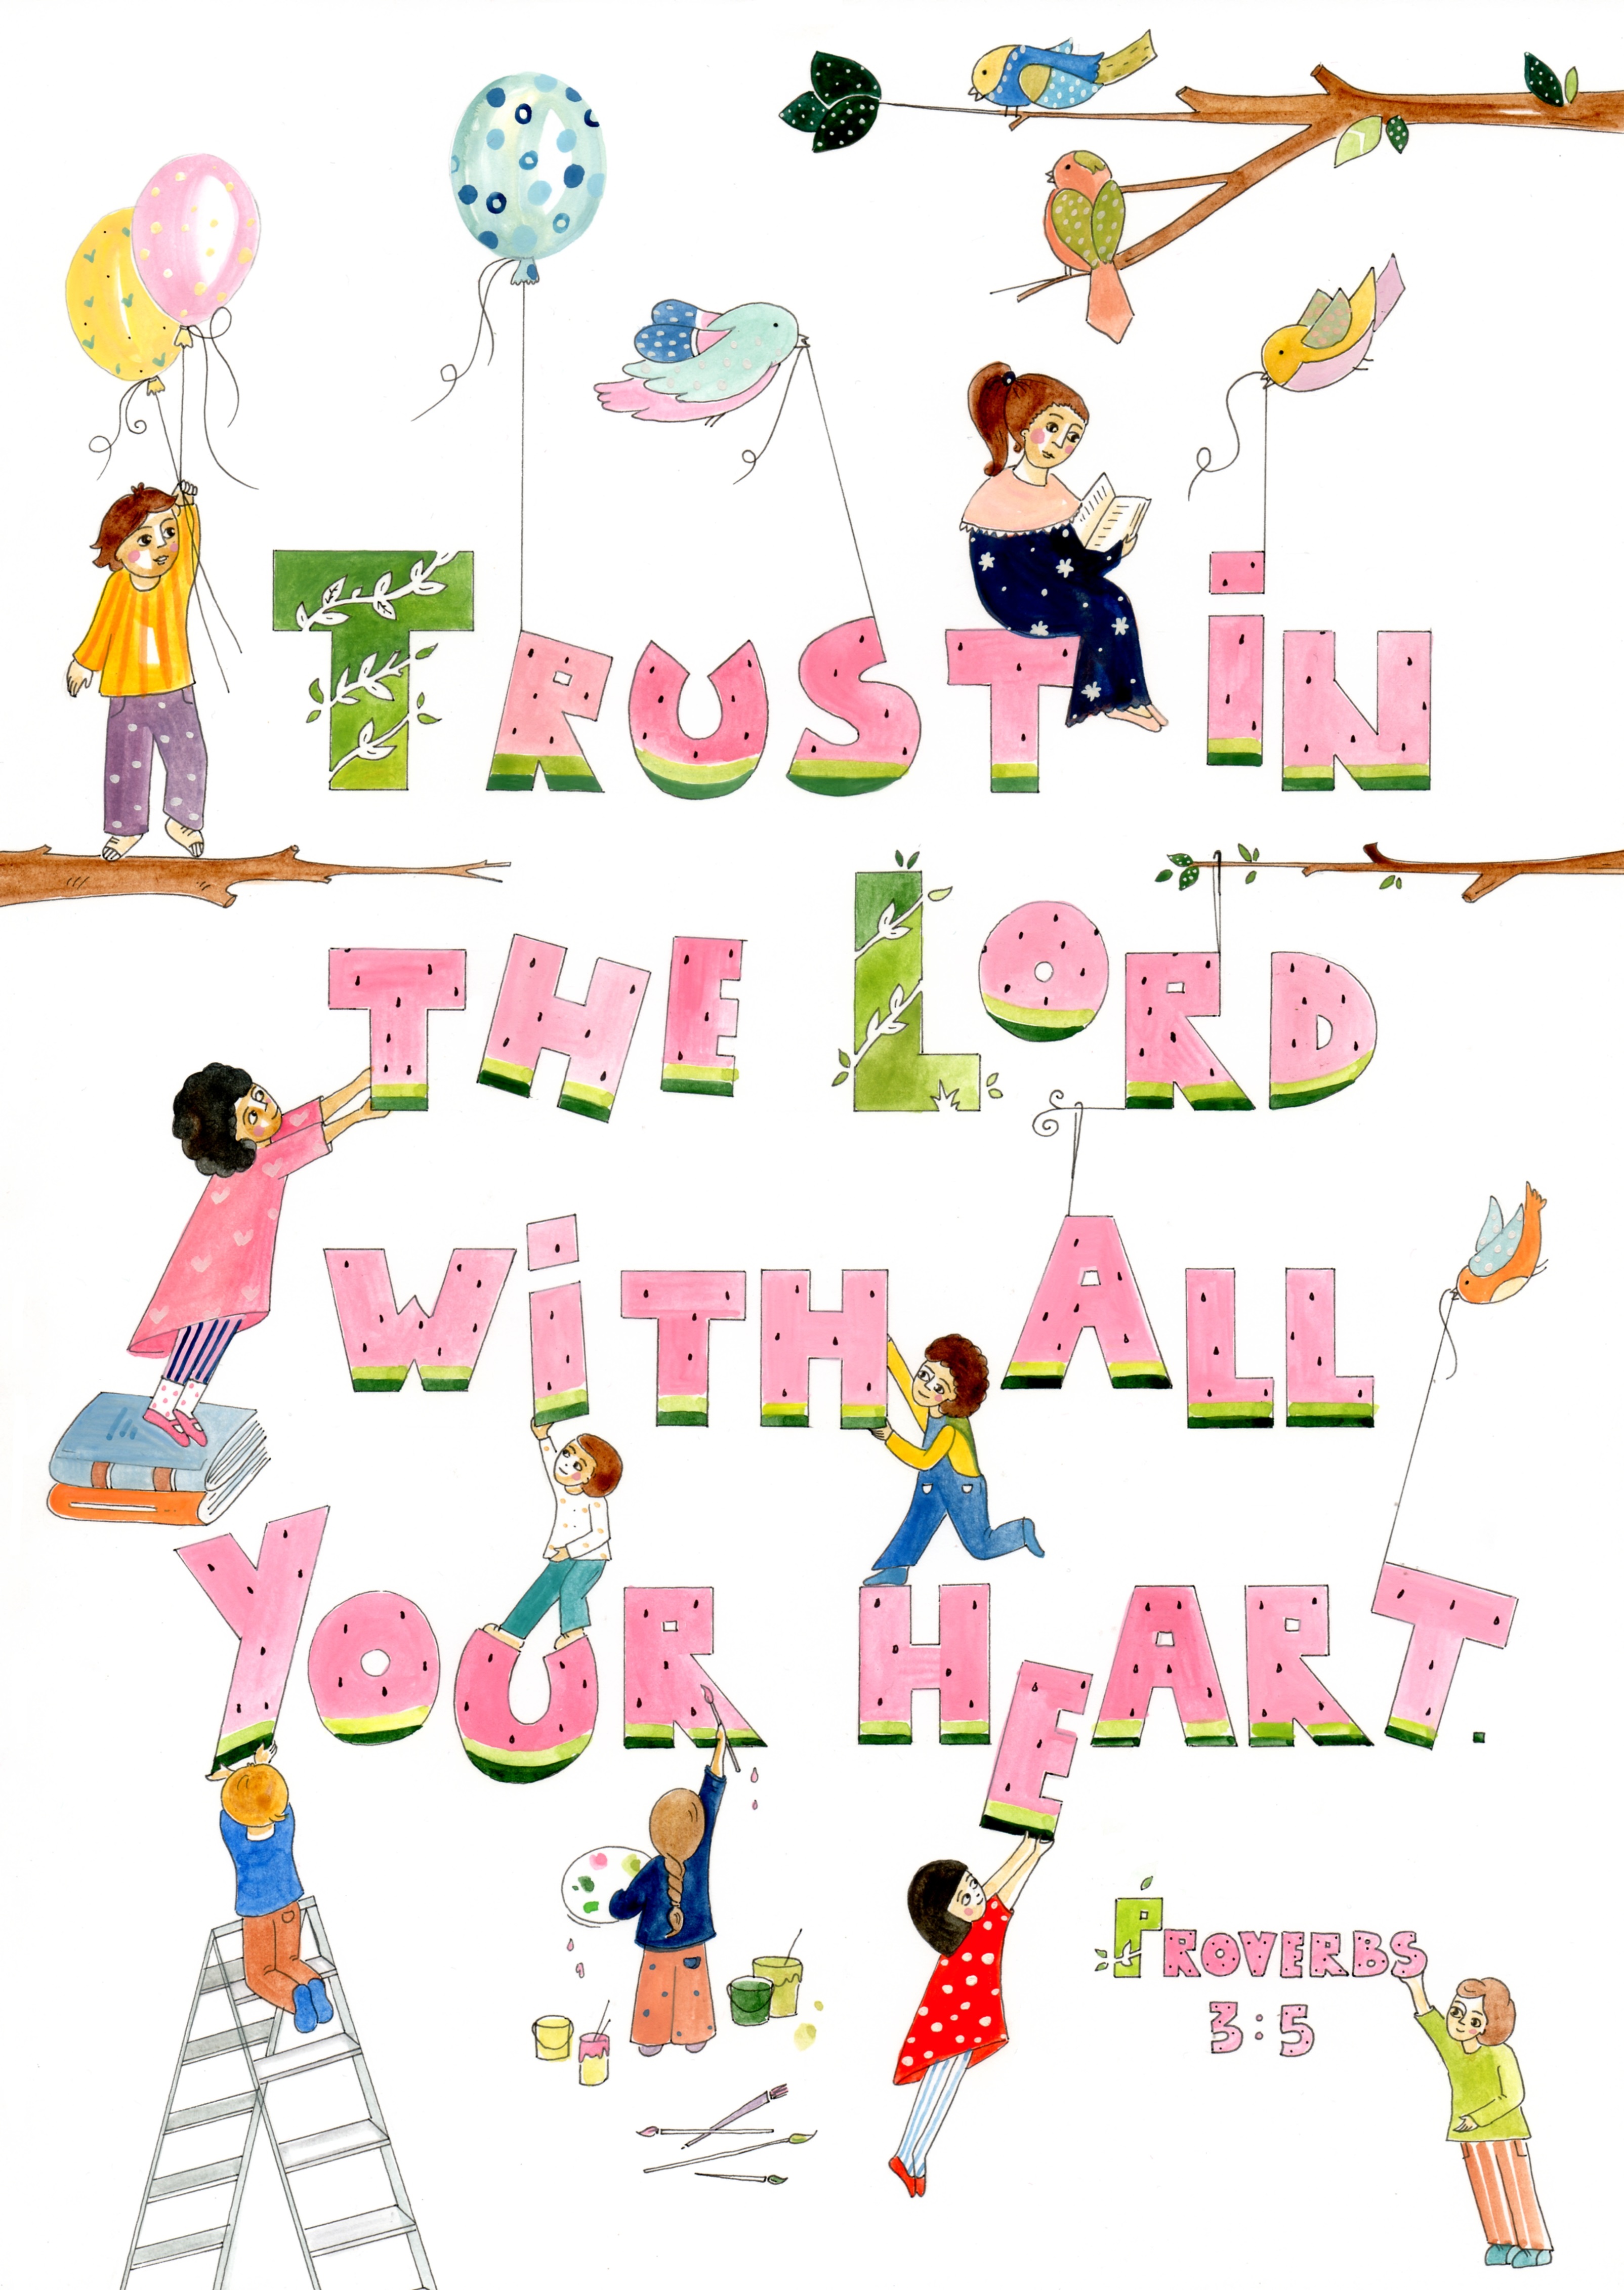 TRUST iN
THE LORD
WiTH ALL
YOUR HEART.
PROVERBS
3:5